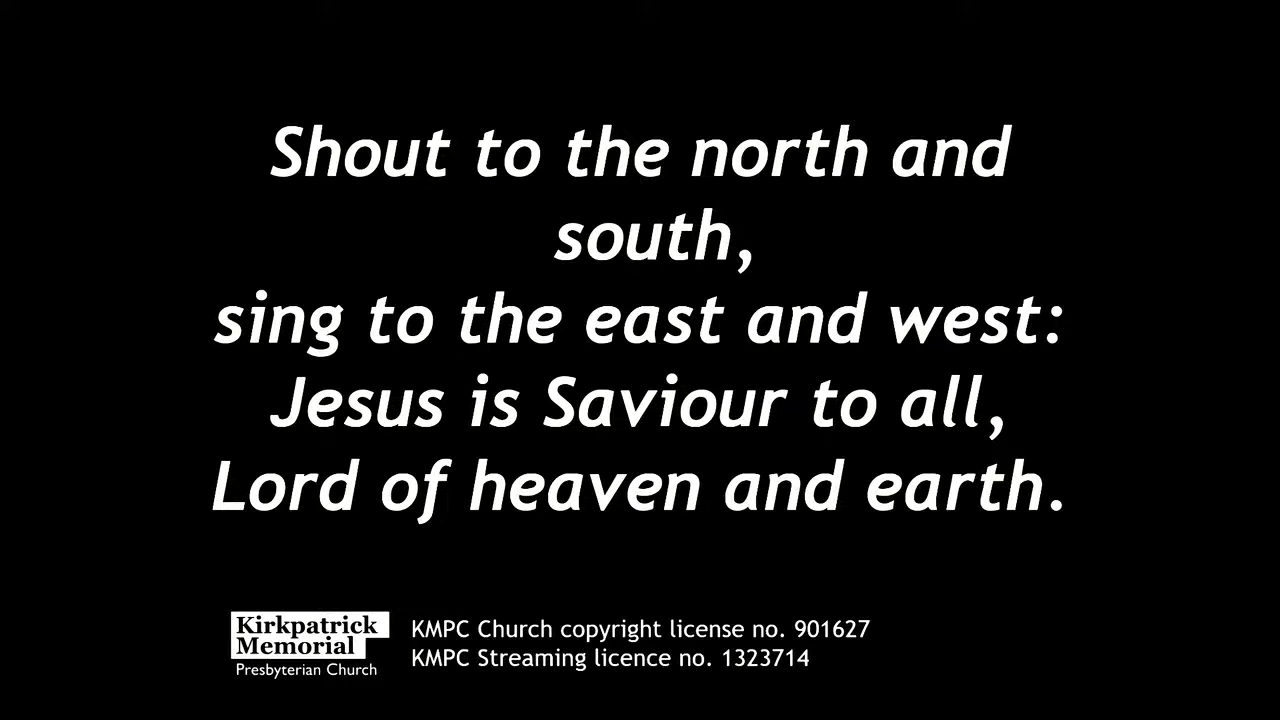 Shout to the north and
south,
sing to the east and west:
Jesus is Saviour to all,
Lord of heaven and earth.
Kirkpatrick
Memorial
Presbyterian Church
KMPC Church copyright license no. 901627
KMPC Streaming licence no. 1323714